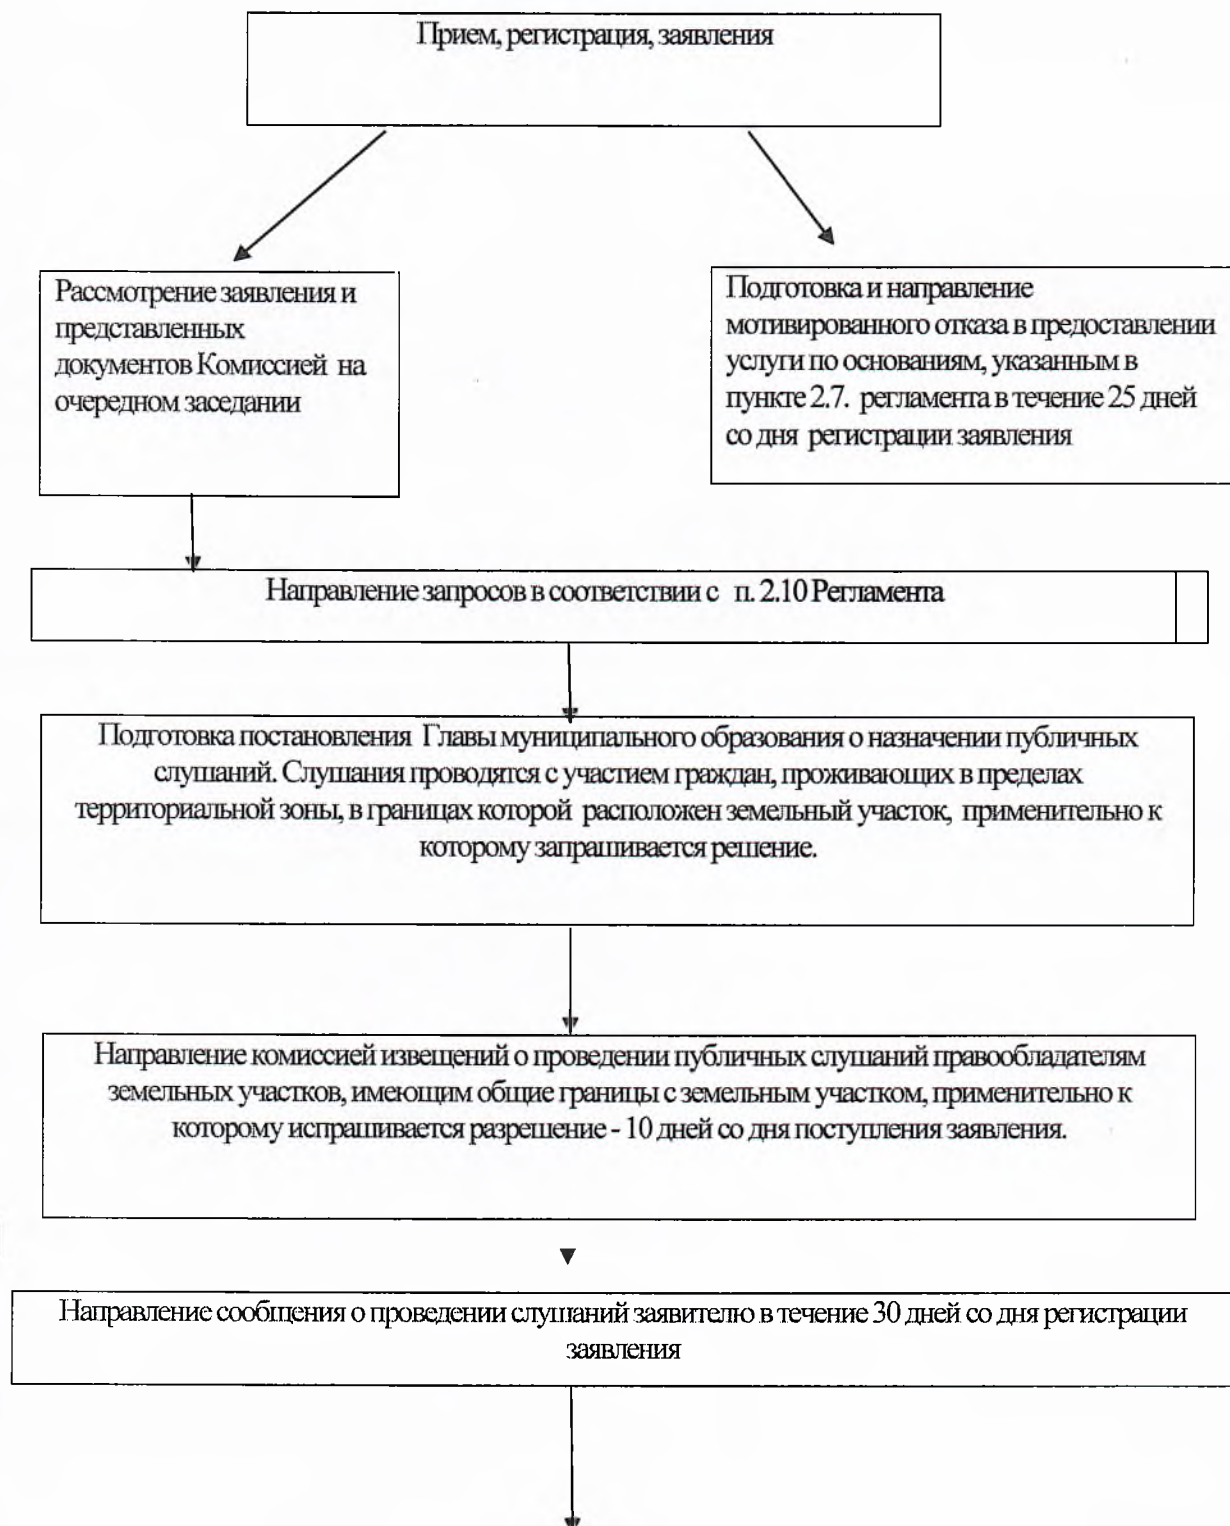 Прием, регистрация, заявления
Рассмотрение заявления и
представленных
документов Комиссией на
очередном заседании
Подготовка и направление
мотивированного отказа в предоставлении
услуги по основаниям, указанным в
пункте 2.7. регламента в течение 25 дней
со дня регистрации заявления
Направление запросов в соответствии с п. 2.10 Регламента
Подготовка постановления Главы муниципального образования о назначении публичных
слушаний. Слушания проводятся с участием граждан, проживающих в пределах
территориальной зоны, в границах которой расположен земельный участок, применительно к
которому запрашивается решение.
Направление комиссией извещений о проведении публичных слушаний правообладателям
земельных участков, имеющим общие границы с земельным участком, применительно к
которому испрашивается разрешение - 10 дней со дня поступления заявления.
Направление сообщения о проведении слушаний заявителю в течение 30 дней со дня регистрации
заявления